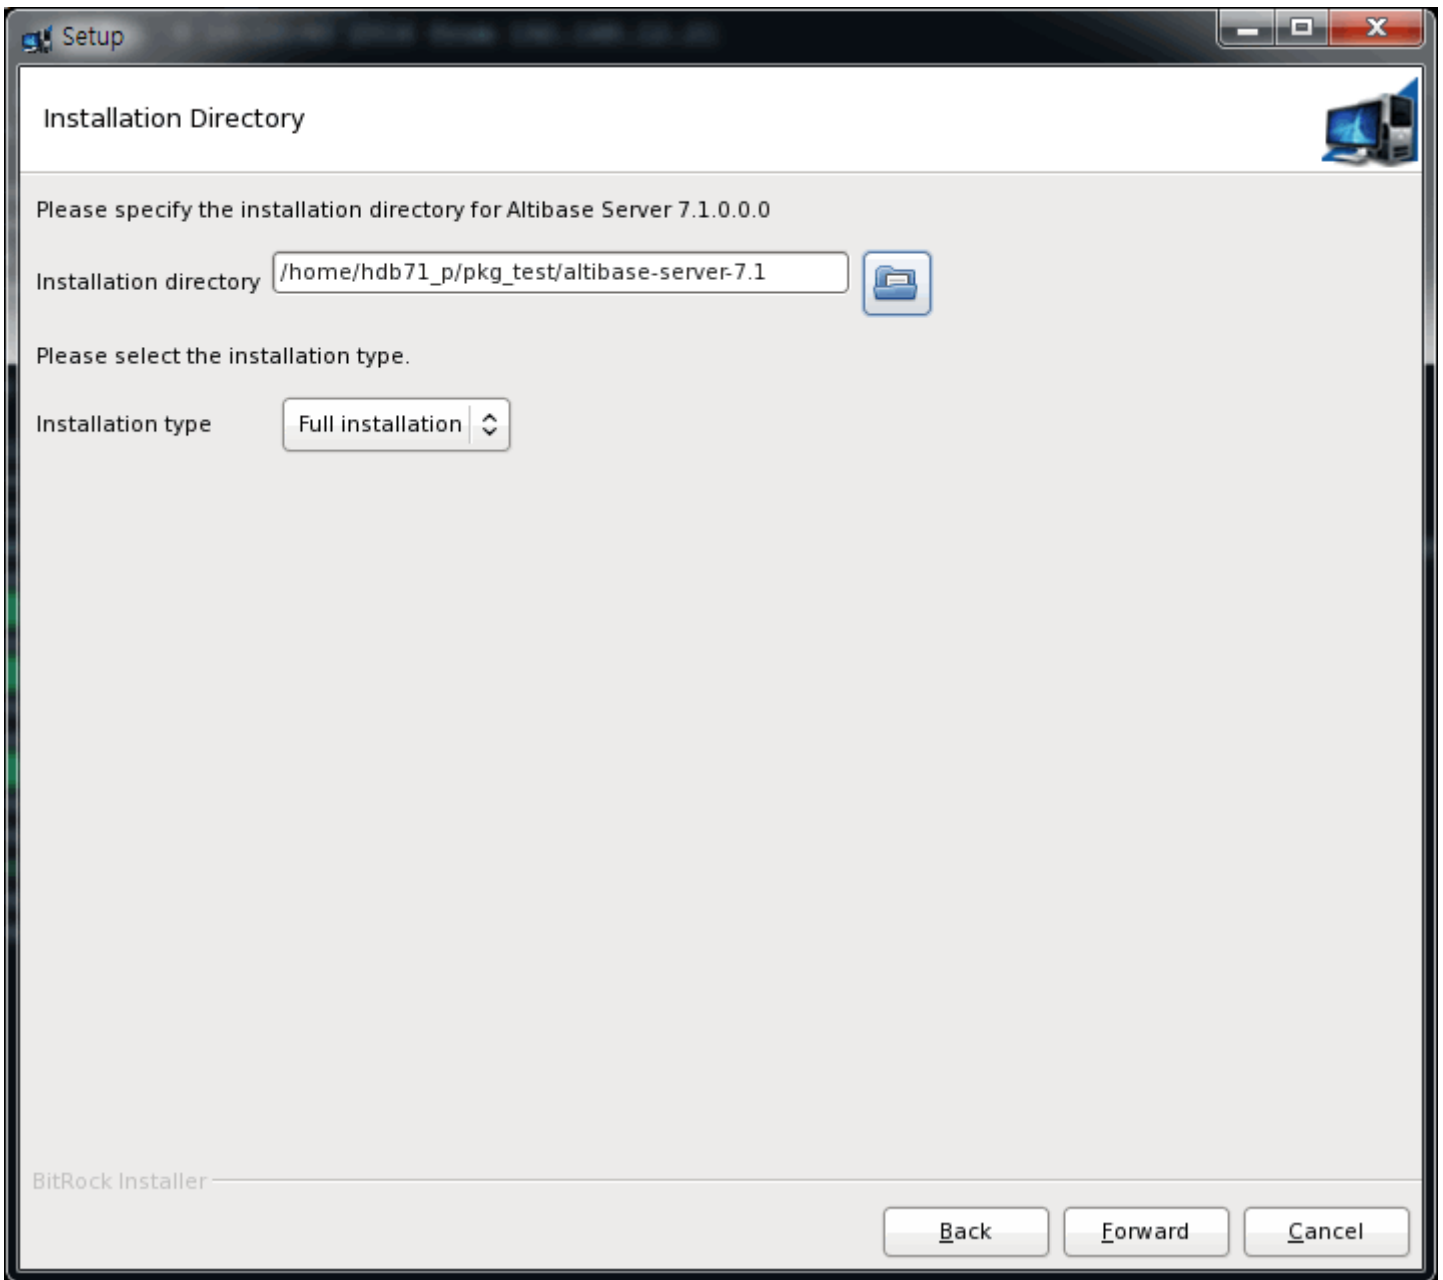 Setup
Installation Directory
Please specify the installation directory for Altibase Server 7.1.0.0.0
Installation directory /home/hdb71_p/pkg_test/altibase-server-7.1
Please select the installation type.
Installation type Full installation
BitRock Installer
Back Forward Cancel